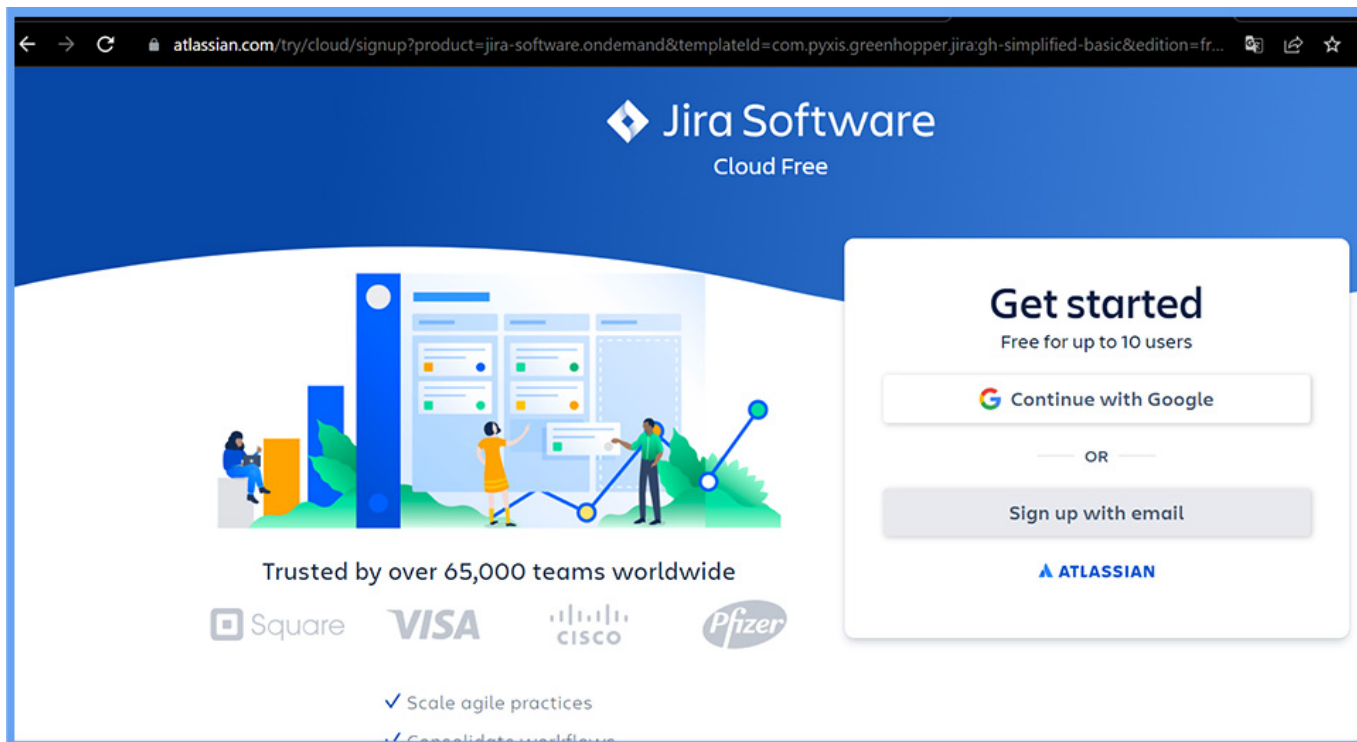 atlassian.com/try/cloud/signup?product=jira-software.ondemand&templateId=com.pyxis.greenhopper.jira:gh-simplified-basic&edition=fr...
Jira Software
Cloud Free
Get started
Free for up to 10 users
Continue with Google
OR
Sign up with email
ATLASSIAN
Trusted by over 65,000 teams worldwide
Square VISA CISCO Pfizer
Scale agile practices
Consolidate workflows